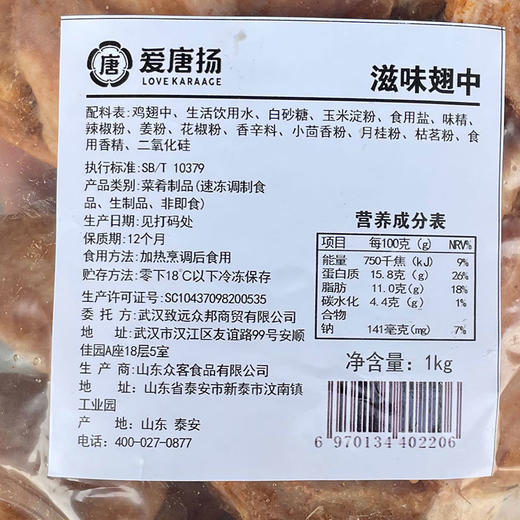 唐
爱唐扬
LOVE KARAAGE
滋味翅中
配料表:鸡翅中、生活饮用水、白砂糖、玉米淀粉、食用盐、味精、
辣椒粉、姜粉、花椒粉、香辛料、小茴香粉、月桂粉、枯茗粉、食
用香精、二氧化硅
执行标准:SB/T 10379
产品类别:菜肴制品(速冻调制食
品、生制品、非即食)
生产日期:见打码处
保质期:12个月
食用方法:加热烹调后食用
贮存方法:零下18℃以下冷冻保存
生产许可证号:SC10437098200535
委托方:武汉致远众邦商贸有限公司
地址:武汉市汉江区友谊路99号安顺
佳园A座18层5室
生产商:山东众客食品有限公司
地址:山东省泰安市新泰市汶南镇
工业园
产地:山东 泰安
电话:400-027-0877
营养成分表
项目 每100克(g) NRV%
能量 750千焦(kJ) 9%
蛋白质 15.8克(g) 26%
脂肪 11.0克(g) 18%
碳水化 4.4克(g) 1%
合物
钠 141毫克(mg) 7%
净含量:1kg
6 970134 402206